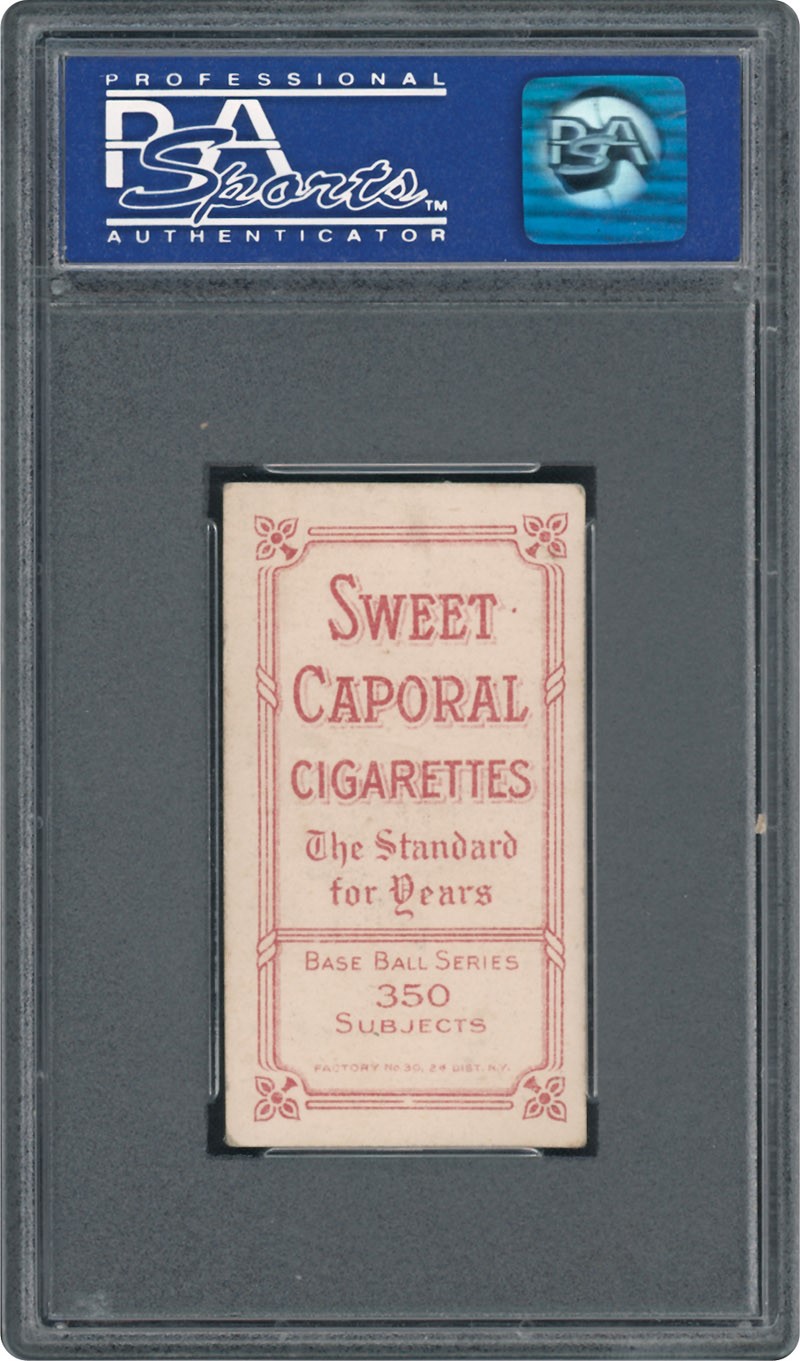 PROFESSIONAL
PSA
Sports™
AUTHENTICATOR
PSA
SWEET
CAPORAL
CIGARETTES
The Standard
for Years
BASE BALL SERIES
350
SUBJECTS
FACTORY No. 30, 2d DIST. N.Y.